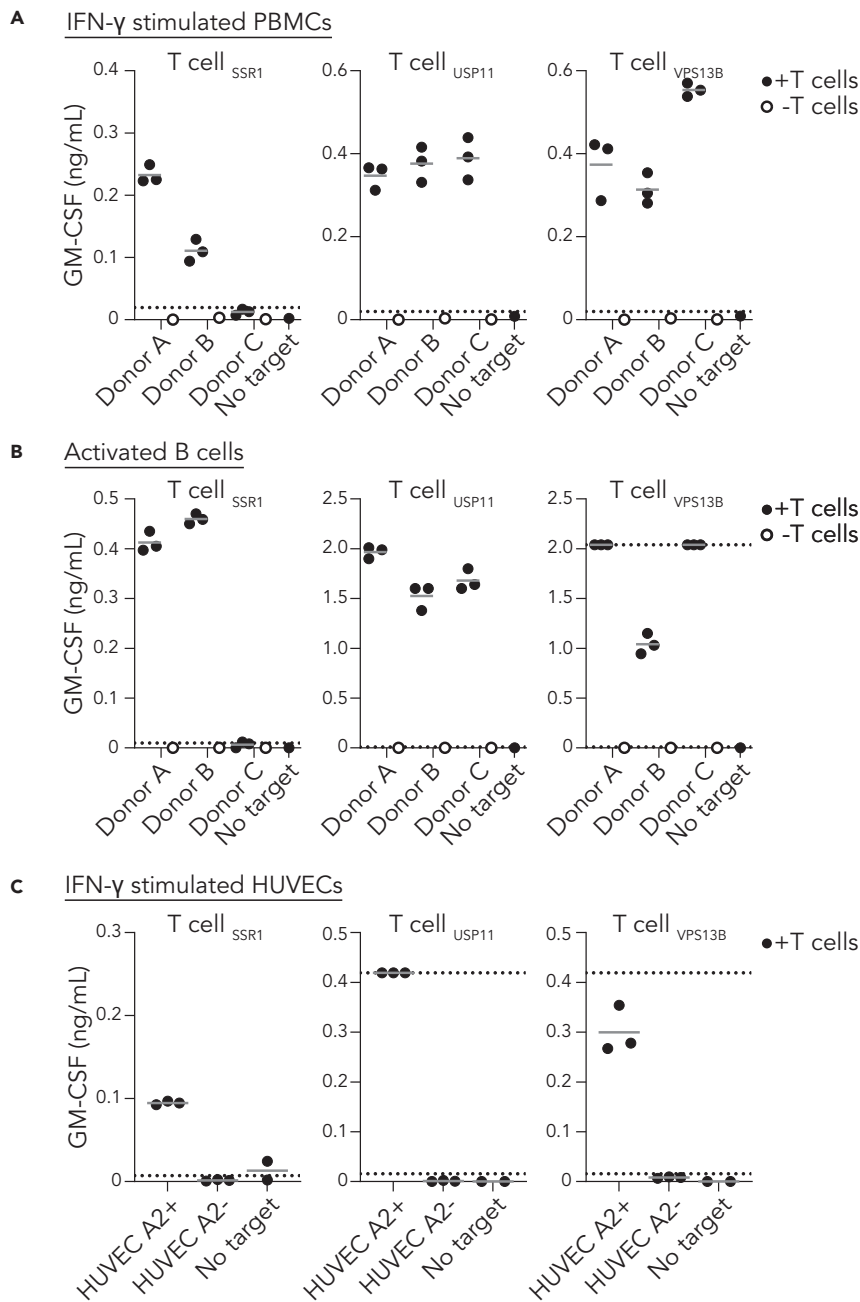 A IFN-γ stimulated PBMCs
T cell SSR1 T cell USP11 T cell VPS13B
+T cells
-T cells
GM-CSF (ng/mL)
0.4 0.3 0.2 0.1 0
0.6 0.4 0.2 0
0.6 0.4 0.2 0
Donor A Donor B Donor C No target
Donor A Donor B Donor C No target
Donor A Donor B Donor C No target
B Activated B cells
T cell SSR1 T cell USP11 T cell VPS13B
+T cells
-T cells
GM-CSF (ng/mL)
0.5 0.4 0.3 0.2 0.1 0
2.5 2.0 1.5 1.0 0.5 0
2.5 2.0 1.5 1.0 0.5 0
Donor A Donor B Donor C No target
Donor A Donor B Donor C No target
Donor A Donor B Donor C No target
C IFN-γ stimulated HUVECs
T cell SSR1 T cell USP11 T cell VPS13B
+T cells
GM-CSF (ng/mL)
0.3 0.2 0.1 0
0.5 0.4 0.3 0.2 0.1 0
0.5 0.4 0.3 0.2 0.1 0
HUVEC A2+ HUVEC A2- No target
HUVEC A2+ HUVEC A2- No target
HUVEC A2+ HUVEC A2- No target